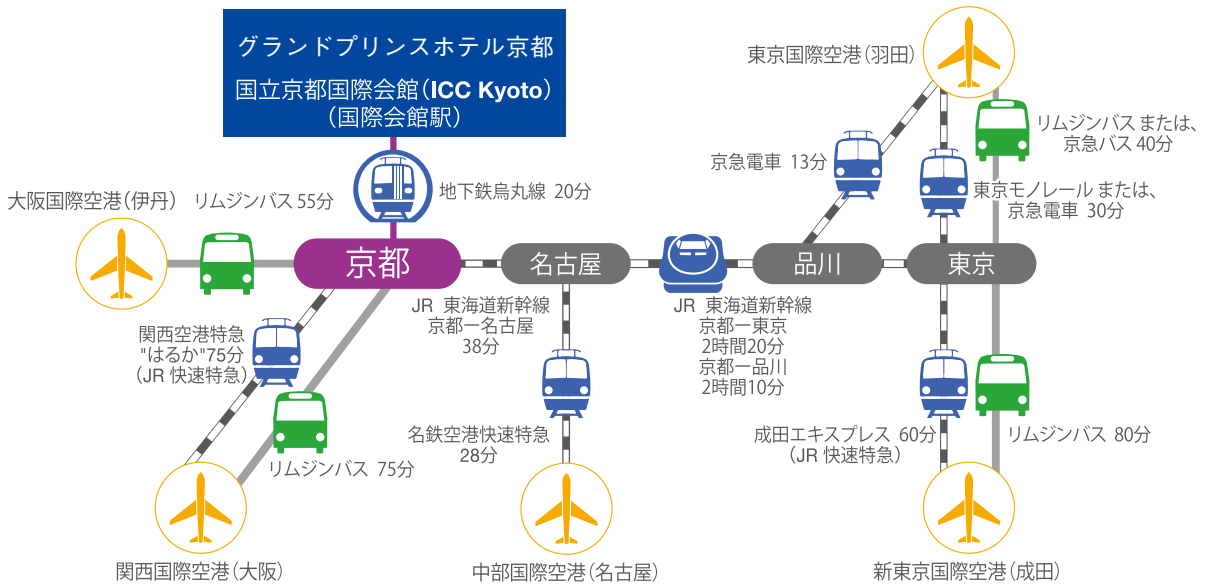 グランドプリンスホテル京都
国立京都国際会館（ICC Kyoto）
（国際会館駅）
東京国際空港（羽田）
リムジンバス または、
京急バス 40分
京急電車 13分
地下鉄烏丸線 20分
東京モノレール または、
京急電車 30分
大阪国際空港（伊丹）
リムジンバス 55分
京都
名古屋
品川
東京
関西空港特急
"はるか"75分
（JR 快速特急）
JR 東海道新幹線
京都ー名古屋
38分
JR 東海道新幹線
京都ー東京
2時間20分
京都ー品川
2時間10分
リムジンバス 75分
名鉄空港快速特急
28分
成田エキスプレス 60分
（JR 快速特急）
リムジンバス 80分
関西国際空港（大阪）
中部国際空港（名古屋）
新東京国際空港（成田）